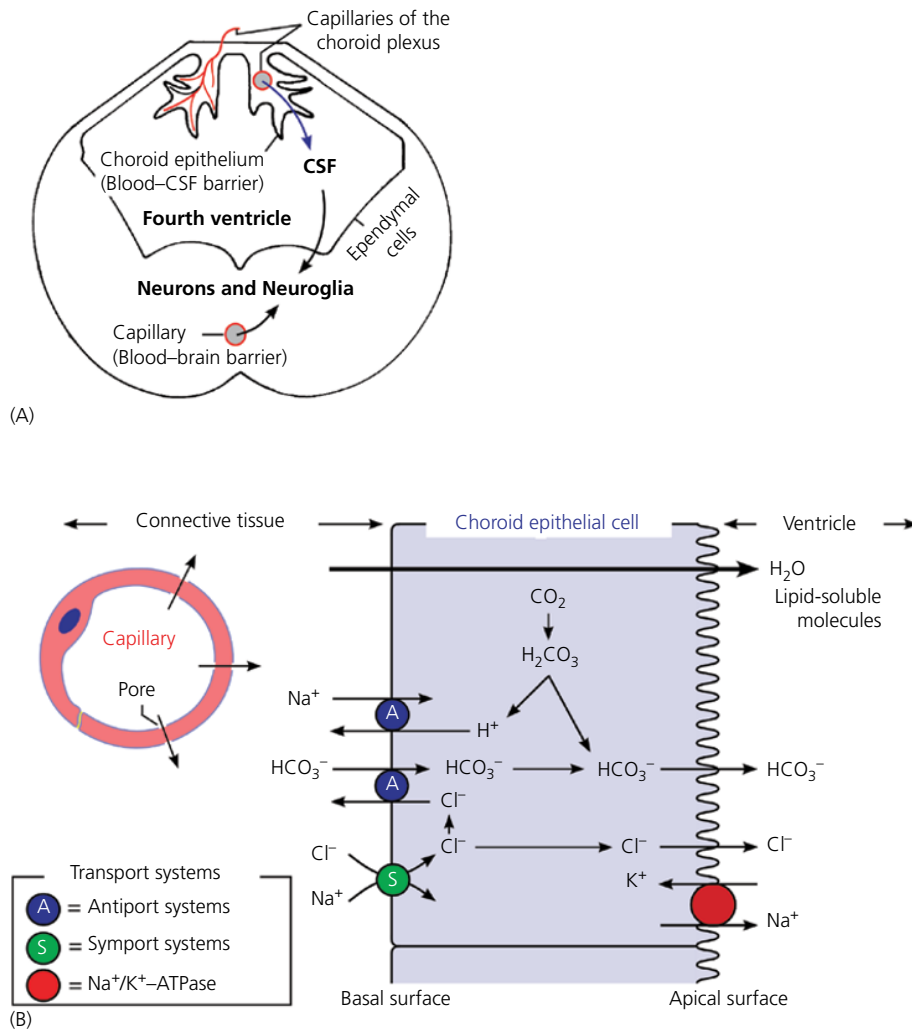 Capillaries of the
choroid plexus
Choroid epithelium
(Blood–CSF barrier)
CSF
Fourth ventricle
Ependymal
cells
Neurons and Neuroglia
Capillary
(Blood–brain barrier)
(A)
Connective tissue
Choroid epithelial cell
Ventricle
H₂O
Lipid-soluble
molecules
CO₂
H₂CO₃
Capillary
Pore
Na⁺
A
H⁺
HCO₃⁻
HCO₃⁻
HCO₃⁻
HCO₃⁻
A
Cl⁻
Cl⁻
Cl⁻
Cl⁻
Cl⁻
S
Na⁺
K⁺
Na⁺
Transport systems
A = Antiport systems
S = Symport systems
= Na⁺/K⁺–ATPase
Basal surface
Apical surface
(B)